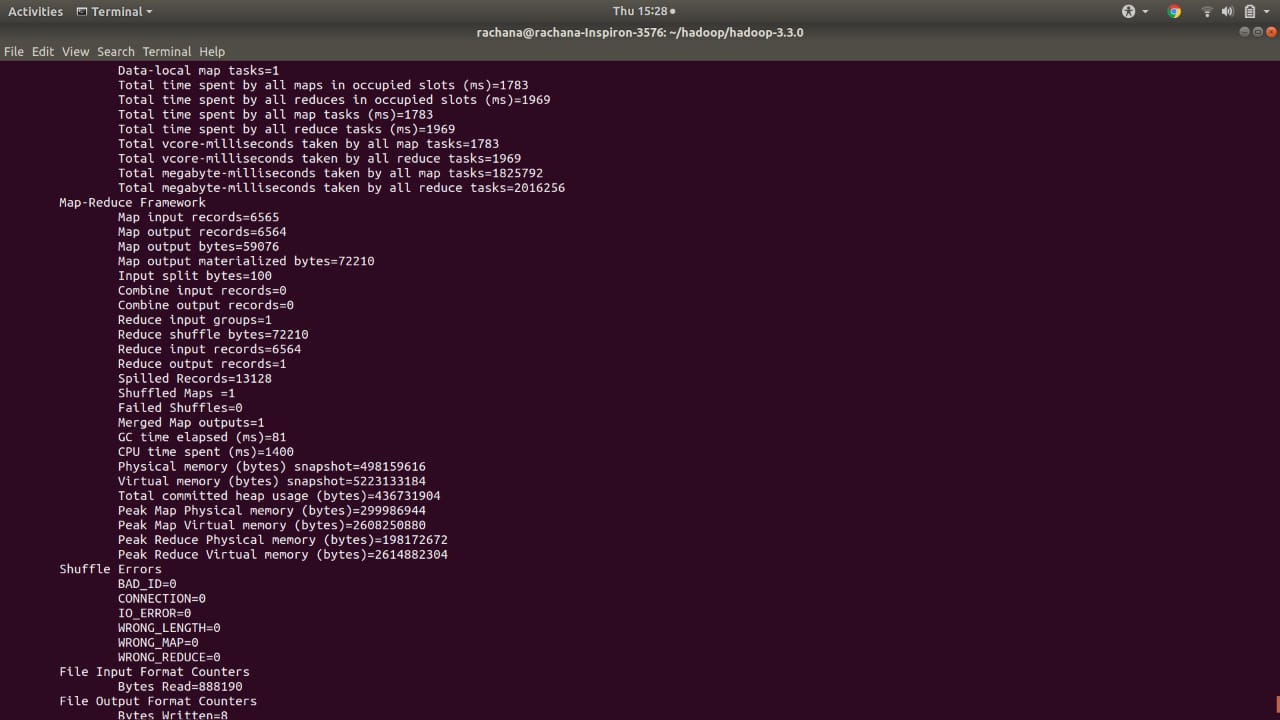 Activities Terminal Thu 15:28
rachana@rachana-Inspiron-3576: ~/hadoop/hadoop-3.3.0
File Edit View Search Terminal Help
Data-local map tasks=1
Total time spent by all maps in occupied slots (ms)=1783
Total time spent by all reduces in occupied slots (ms)=1969
Total time spent by all map tasks (ms)=1783
Total time spent by all reduce tasks (ms)=1969
Total vcore-milliseconds taken by all map tasks=1783
Total vcore-milliseconds taken by all reduce tasks=1969
Total megabyte-milliseconds taken by all map tasks=1825792
Total megabyte-milliseconds taken by all reduce tasks=2016256
Map-Reduce Framework
Map input records=6565
Map output records=6564
Map output bytes=59076
Map output materialized bytes=72210
Input split bytes=100
Combine input records=0
Combine output records=0
Reduce input groups=1
Reduce shuffle bytes=72210
Reduce input records=6564
Reduce output records=1
Spilled Records=13128
Shuffled Maps =1
Failed Shuffles=0
Merged Map outputs=1
GC time elapsed (ms)=81
CPU time spent (ms)=1400
Physical memory (bytes) snapshot=498159616
Virtual memory (bytes) snapshot=5223133184
Total committed heap usage (bytes)=436731904
Peak Map Physical memory (bytes)=299986944
Peak Map Virtual memory (bytes)=2608250880
Peak Reduce Physical memory (bytes)=198172672
Peak Reduce Virtual memory (bytes)=2614882304
Shuffle Errors
BAD_ID=0
CONNECTION=0
IO_ERROR=0
WRONG_LENGTH=0
WRONG_MAP=0
WRONG_REDUCE=0
File Input Format Counters
Bytes Read=888190
File Output Format Counters
Bytes Written=8